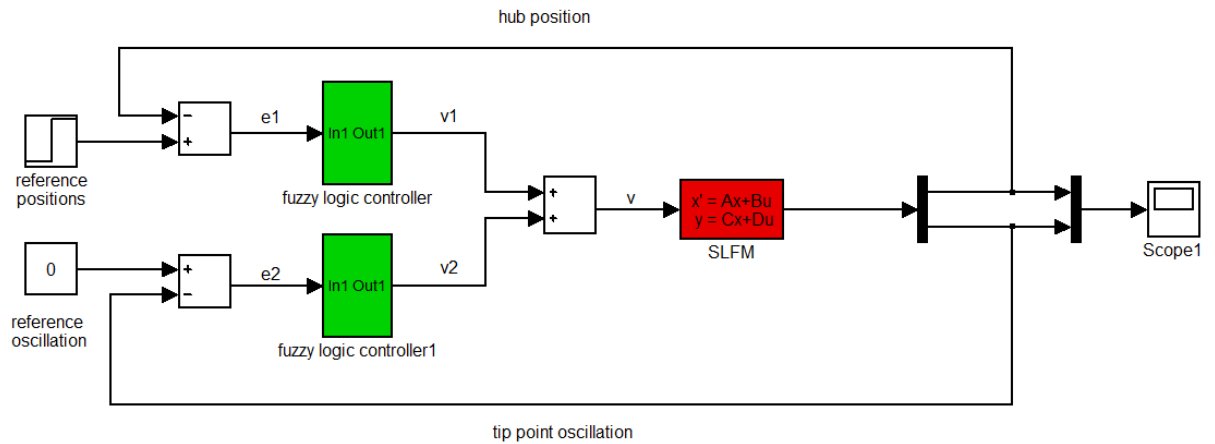 hub position
e1
v1
In1 Out1
reference
positions
fuzzy logic controller
v
x' = Ax+Bu
y = Cx+Du
SLFM
Scope1
0
e2
v2
In1 Out1
reference
oscillation
fuzzy logic controller1
tip point oscillation